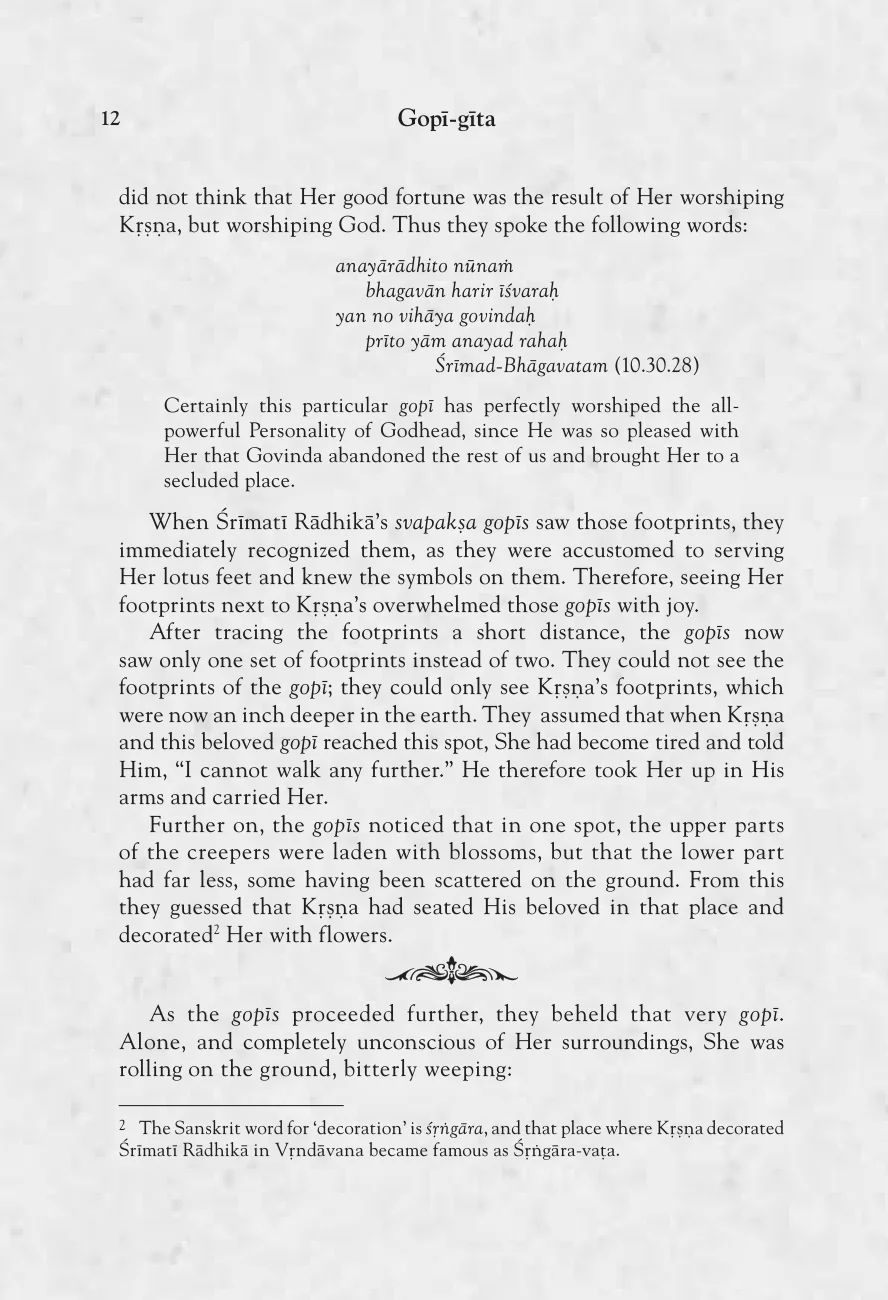 12
Gopī-gīta
did not think that Her good fortune was the result of Her worshiping
Kṛṣṇa, but worshiping God. Thus they spoke the following words:
anayārādhito nūnaṁ
bhagavān harir īśvaraḥ
yan no vihāya govindaḥ
prīto yām anayad rahaḥ
Śrīmad-Bhāgavatam (10.30.28)
Certainly this particular gopī has perfectly worshiped the all-
powerful Personality of Godhead, since He was so pleased with
Her that Govinda abandoned the rest of us and brought Her to a
secluded place.
When Śrīmatī Rādhikā’s svapakṣa gopīs saw those footprints, they
immediately recognized them, as they were accustomed to serving
Her lotus feet and knew the symbols on them. Therefore, seeing Her
footprints next to Kṛṣṇa’s overwhelmed those gopīs with joy.
After tracing the footprints a short distance, the gopīs now
saw only one set of footprints instead of two. They could not see the
footprints of the gopī; they could only see Kṛṣṇa’s footprints, which
were now an inch deeper in the earth. They assumed that when Kṛṣṇa
and this beloved gopī reached this spot, She had become tired and told
Him, “I cannot walk any further.” He therefore took Her up in His
arms and carried Her.
Further on, the gopīs noticed that in one spot, the upper parts
of the creepers were laden with blossoms, but that the lower part
had far less, some having been scattered on the ground. From this
they guessed that Kṛṣṇa had seated His beloved in that place and
decorated² Her with flowers.
As the gopīs proceeded further, they beheld that very gopī.
Alone, and completely unconscious of Her surroundings, She was
rolling on the ground, bitterly weeping:
2 The Sanskrit word for ‘decoration’ is śṛṅgāra, and that place where Kṛṣṇa decorated
Śrīmatī Rādhikā in Vṛndāvana became famous as Śṛṅgāra-vaṭa.